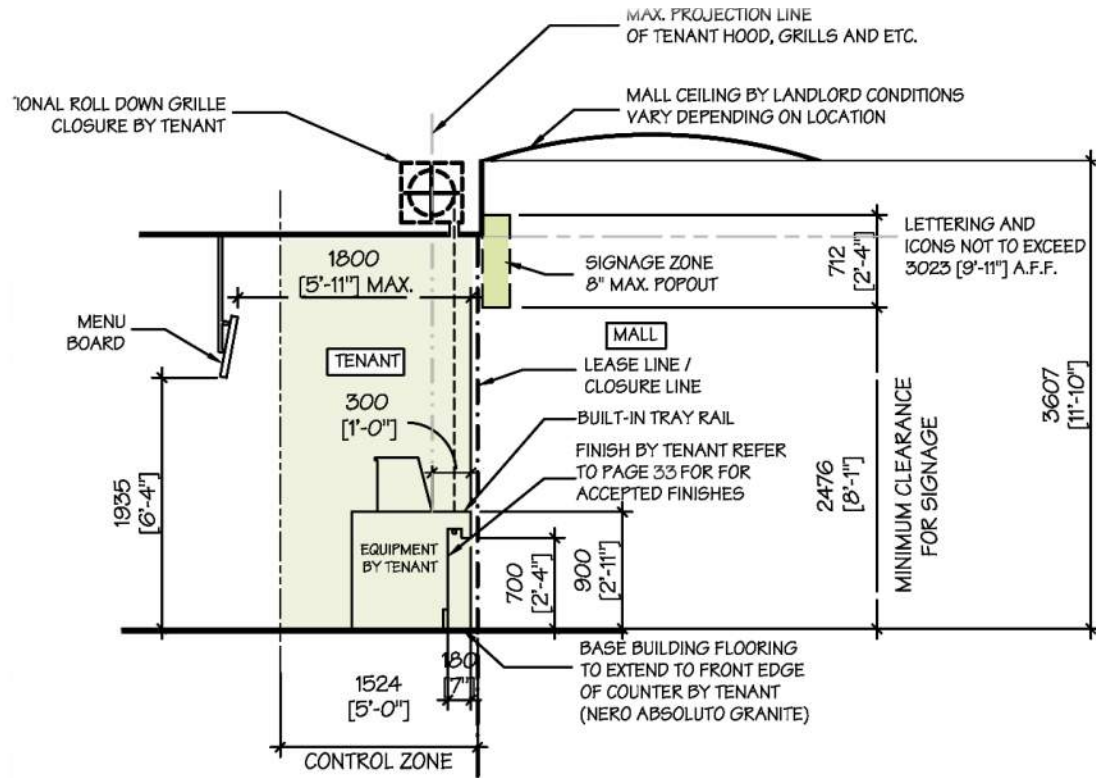 MAX. PROJECTION LINE
OF TENANT HOOD, GRILLS AND ETC.
IONAL ROLL DOWN GRILLE
CLOSURE BY TENANT
MALL CEILING BY LANDLORD CONDITIONS
VARY DEPENDING ON LOCATION
LETTERING AND
ICONS NOT TO EXCEED
3023 [9'-11"] A.F.F.
712
[2'-4"]
SIGNAGE ZONE
8" MAX. POPOUT
1800
[5'-11"] MAX.
MENU
BOARD
TENANT
MALL
LEASE LINE /
CLOSURE LINE
300
[1'-0"]
BUILT-IN TRAY RAIL
FINISH BY TENANT REFER
TO PAGE 33 FOR FOR
ACCEPTED FINISHES
3607
[11'-10"]
2476
[8'-1"]
MINIMUM CLEARANCE
FOR SIGNAGE
1935
[6'-4"]
EQUIPMENT
BY TENANT
700
[2'-4"]
900
[2'-11"]
BASE BUILDING FLOORING
TO EXTEND TO FRONT EDGE
OF COUNTER BY TENANT
(NERO ABSOLUTO GRANITE)
180
[7"]
1524
[5'-0"]
CONTROL ZONE